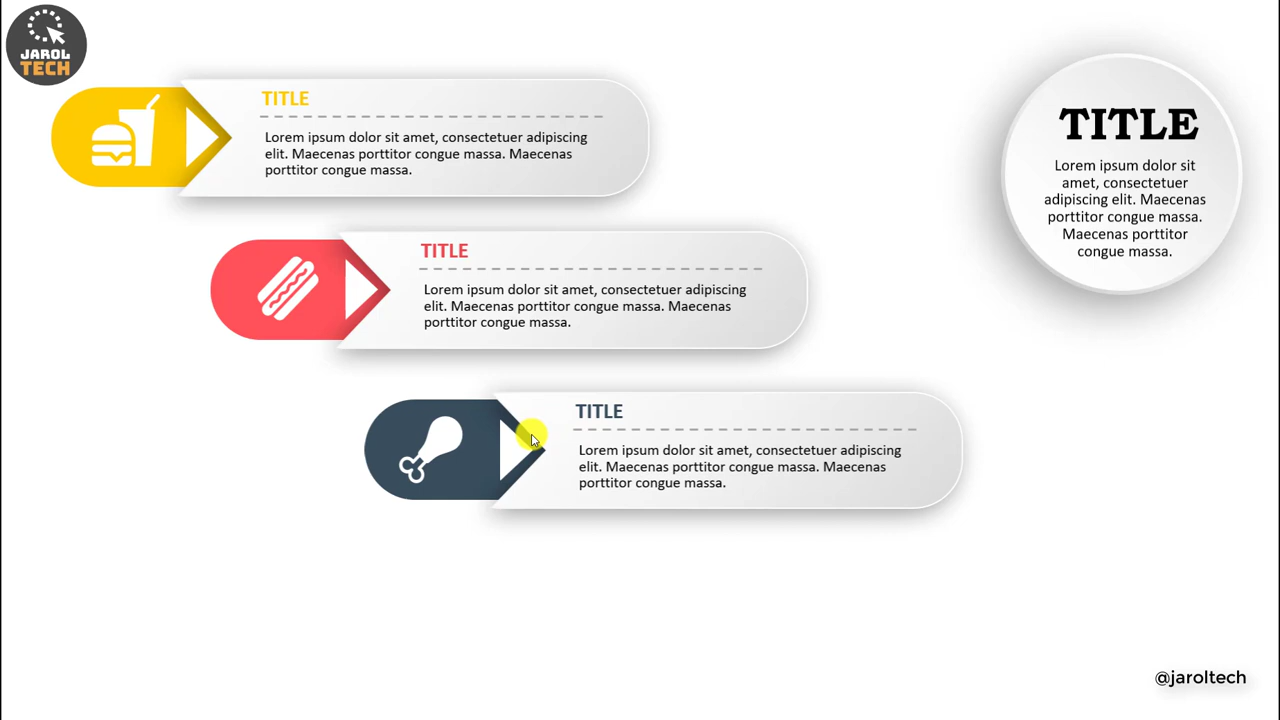 JAROL
TECH
TITLE
Lorem ipsum dolor sit amet, consectetuer adipiscing
elit. Maecenas porttitor congue massa. Maecenas
porttitor congue massa.
TITLE
Lorem ipsum dolor sit
amet, consectetuer
adipiscing elit. Maecenas
porttitor congue massa.
Maecenas porttitor
congue massa.
TITLE
Lorem ipsum dolor sit amet, consectetuer adipiscing
elit. Maecenas porttitor congue massa. Maecenas
porttitor congue massa.
TITLE
Lorem ipsum dolor sit amet, consectetuer adipiscing
elit. Maecenas porttitor congue massa. Maecenas
porttitor congue massa.
@jaroltech